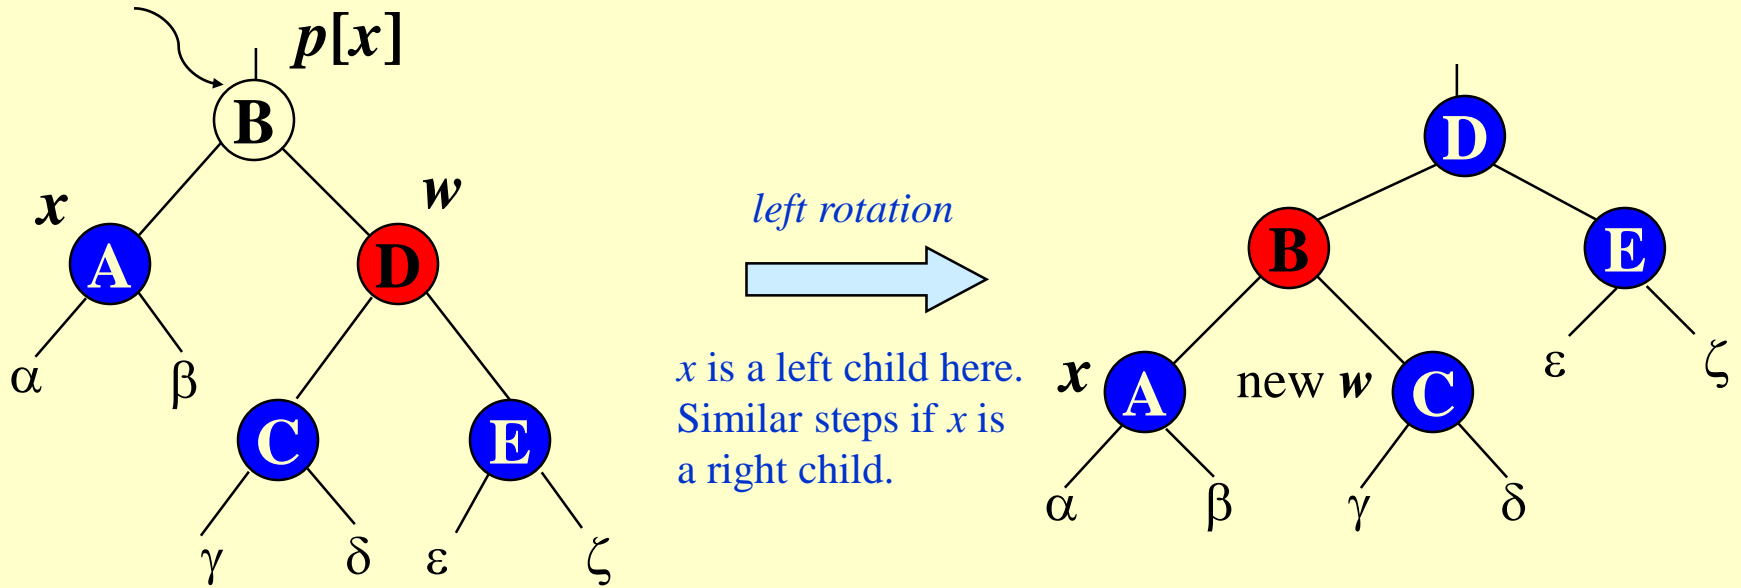 p[x]
B
x
w
A
D
α
β
C
E
γ
δ
ε
ζ
left rotation
x is a left child here.
Similar steps if x is
a right child.
D
B
E
x
A
new w
C
ε
ζ
α
β
γ
δ